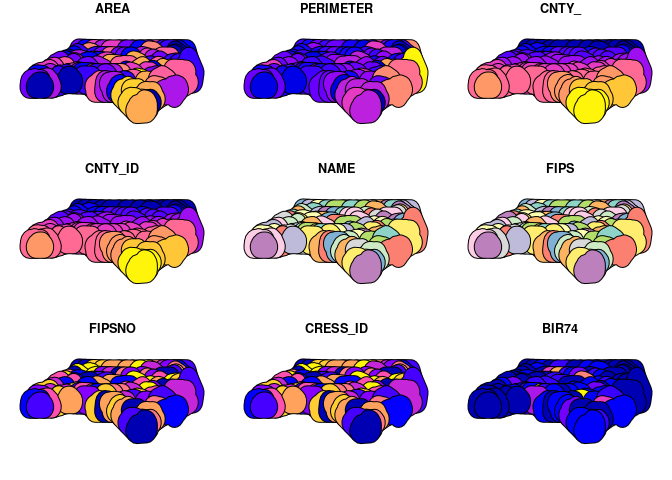 AREA PERIMETER CNTY_
CNTY_ID NAME FIPS
FIPSNO CRESS_ID BIR74